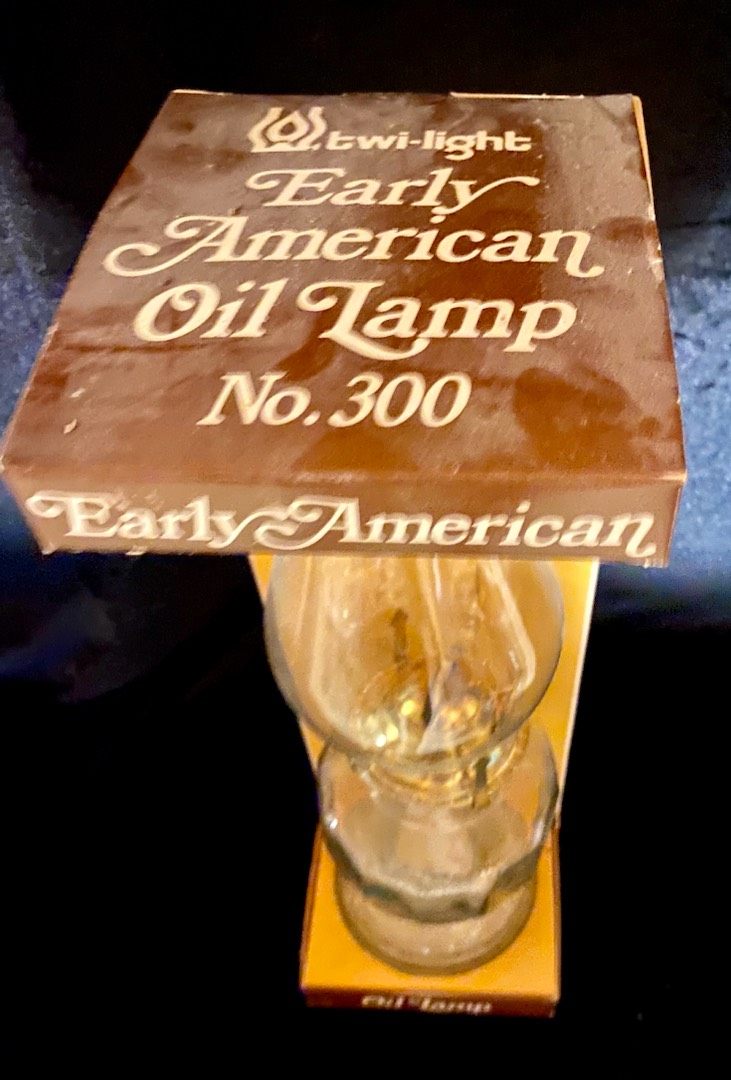 twi-light
Early
American
Oil Lamp
No. 300
Early American
Oil Lamp